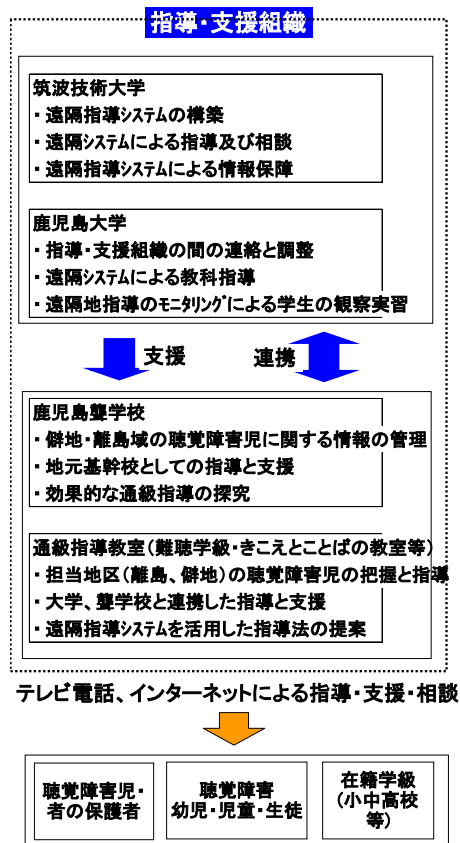 指導・支援組織
筑波技術大学
・遠隔指導システムの構築
・遠隔システムによる指導及び相談
・遠隔指導システムによる情報保障
鹿児島大学
・指導・支援組織の間の連絡と調整
・遠隔システムによる教科指導
・遠隔地指導のモニタリングによる学生の観察実習
支援
連携
鹿児島聾学校
・僻地・離島域の聴覚障害児に関する情報の管理
・地元基幹校としての指導と支援
・効果的な通級指導の探究
通級指導教室(難聴学級・きこえとことばの教室等)
・担当地区(離島、僻地)の聴覚障害児の把握と指導
・大学、聾学校と連携した指導と支援
・遠隔指導システムを活用した指導法の提案
テレビ電話、インターネットによる指導・支援・相談
聴覚障害児・
者の保護者
聴覚障害
幼児・児童・生徒
在籍学級
(小中高校
等)